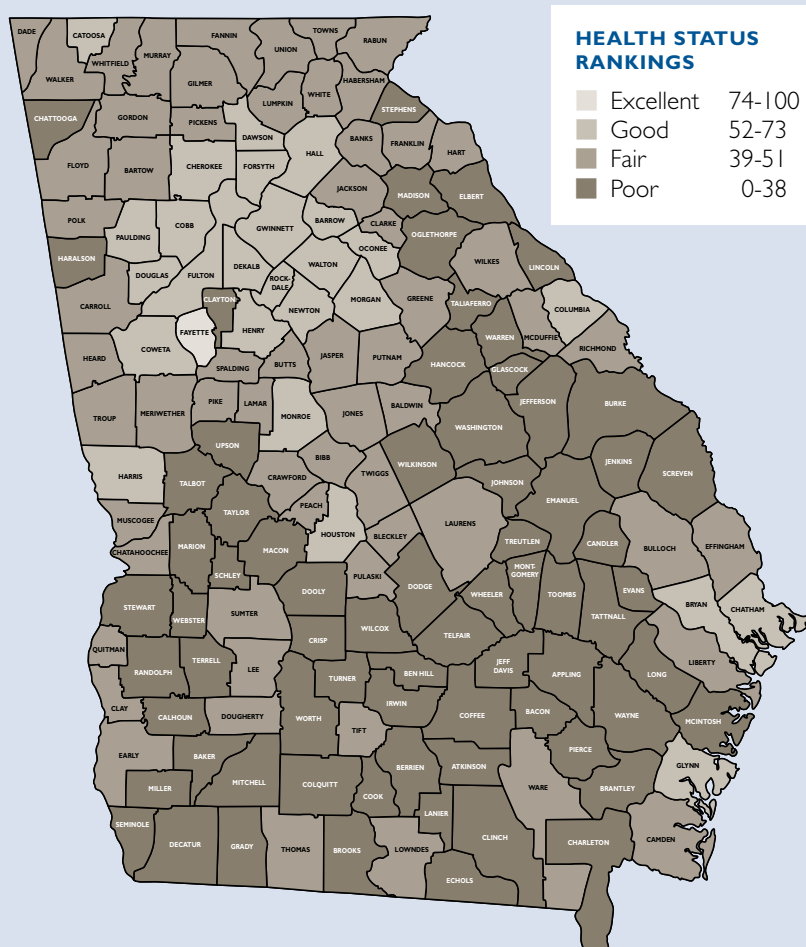 HEALTH STATUS
RANKINGS
Excellent 74-100
Good 52-73
Fair 39-51
Poor 0-38
DADE
CATOOSA
WHITFIELD
MURRAY
FANNIN
UNION
TOWNS
RABUN
WALKER
GILMER
LUMPKIN
WHITE
HABERSHAM
STEPHENS
CHATTOOGA
GORDON
PICKENS
DAWSON
HALL
BANKS
FRANKLIN
HART
FLOYD
BARTOW
CHEROKEE
FORSYTH
JACKSON
MADISON
ELBERT
POLK
PAULDING
COBB
GWINNETT
BARROW
CLARKE
OGLETHORPE
OCONEE
WILKES
LINCOLN
HARALSON
DOUGLAS
FULTON
DEKALB
ROCK-
DALE
WALTON
MORGAN
GREENE
TALIAFERRO
COLUMBIA
CARROLL
CLAYTON
FAYETTE
HENRY
NEWTON
WARREN
MCDUFFIE
RICHMOND
HEARD
COWETA
SPALDING
BUTTS
JASPER
PUTNAM
HANCOCK
GLASCOCK
JEFFERSON
BURKE
TROUP
MERIWETHER
PIKE
LAMAR
MONROE
JONES
BALDWIN
WASHINGTON
UPSON
HARRIS
TALBOT
CRAWFORD
BIBB
TWIGGS
WILKINSON
JOHNSON
JENKINS
SCREVEN
EMANUEL
MUSCOGEE
TAYLOR
PEACH
HOUSTON
BLECKLEY
LAURENS
TREUTLEN
CANDLER
BULLOCH
EFFINGHAM
CHATAHOOCHEE
MARION
MACON
SCHLEY
PULASKI
DODGE
MONT-
GOMERY
WHEELER
TOOMBS
EVANS
TATTNALL
BRYAN
CHATHAM
STEWART
WEBSTER
SUMTER
DOOLY
CRISP
WILCOX
TELFAIR
LIBERTY
QUITMAN
RANDOLPH
TERRELL
LEE
TURNER
BEN HILL
JEFF
DAVIS
APPLING
LONG
CLAY
CALHOUN
DOUGHERTY
WORTH
TIFT
IRWIN
COFFEE
BACON
WAYNE
MCINTOSH
EARLY
BAKER
MILLER
MITCHELL
COLQUITT
COOK
BERRIEN
ATKINSON
WARE
PIERCE
BRANTLEY
GLYNN
SEMINOLE
DECATUR
GRADY
THOMAS
BROOKS
LOWNDES
LANIER
CLINCH
ECHOLS
CHARLETON
CAMDEN